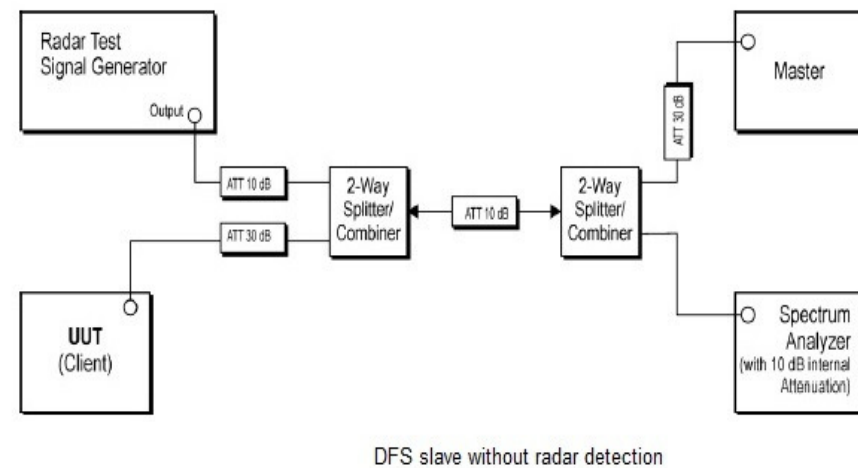 Radar Test
Signal Generator
Output
ATT 10 dB
ATT 30 dB
2-Way
Splitter/
Combiner
ATT 10 dB
2-Way
Splitter/
Combiner
ATT 30 dB
Master
UUT
(Client)
Spectrum
Analyzer
(with 10 dB internal
Attenuation)
DFS slave without radar detection